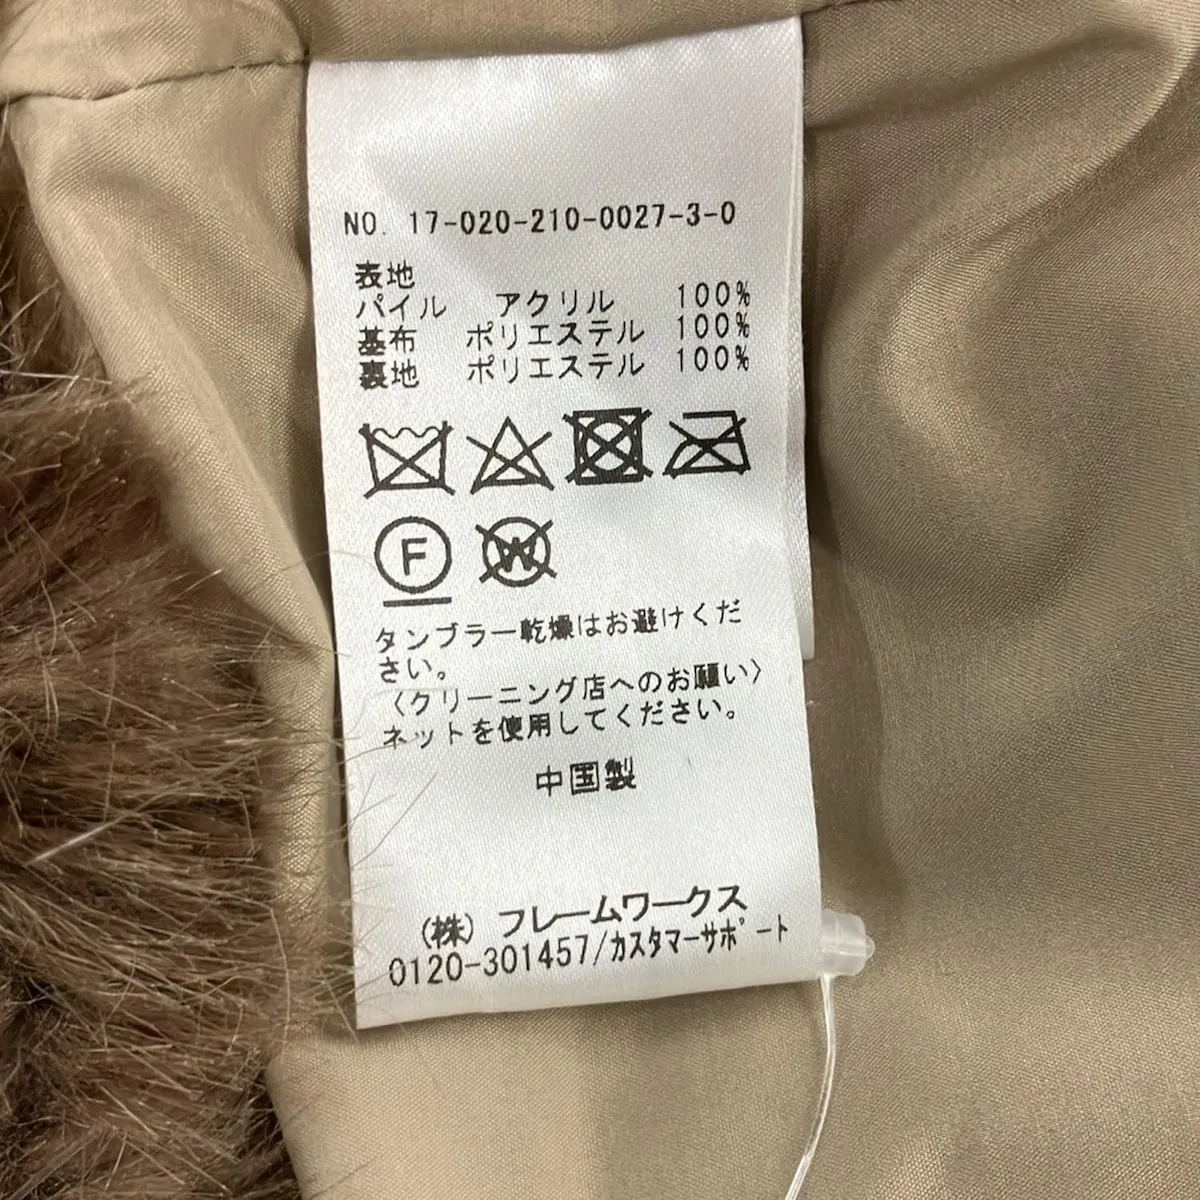 NO. 17-020-210-0027-3-0
表地
パイル アクリル 100%
基布 ポリエステル 100%
裏地 ポリエステル 100%
F W
タンブラー乾燥はお避けくだ
さい。
〈クリーニング店へのお願い〉
ネットを使用してください。
中国製
(株) フレームワークス
0120-301457/カスタマーサポート